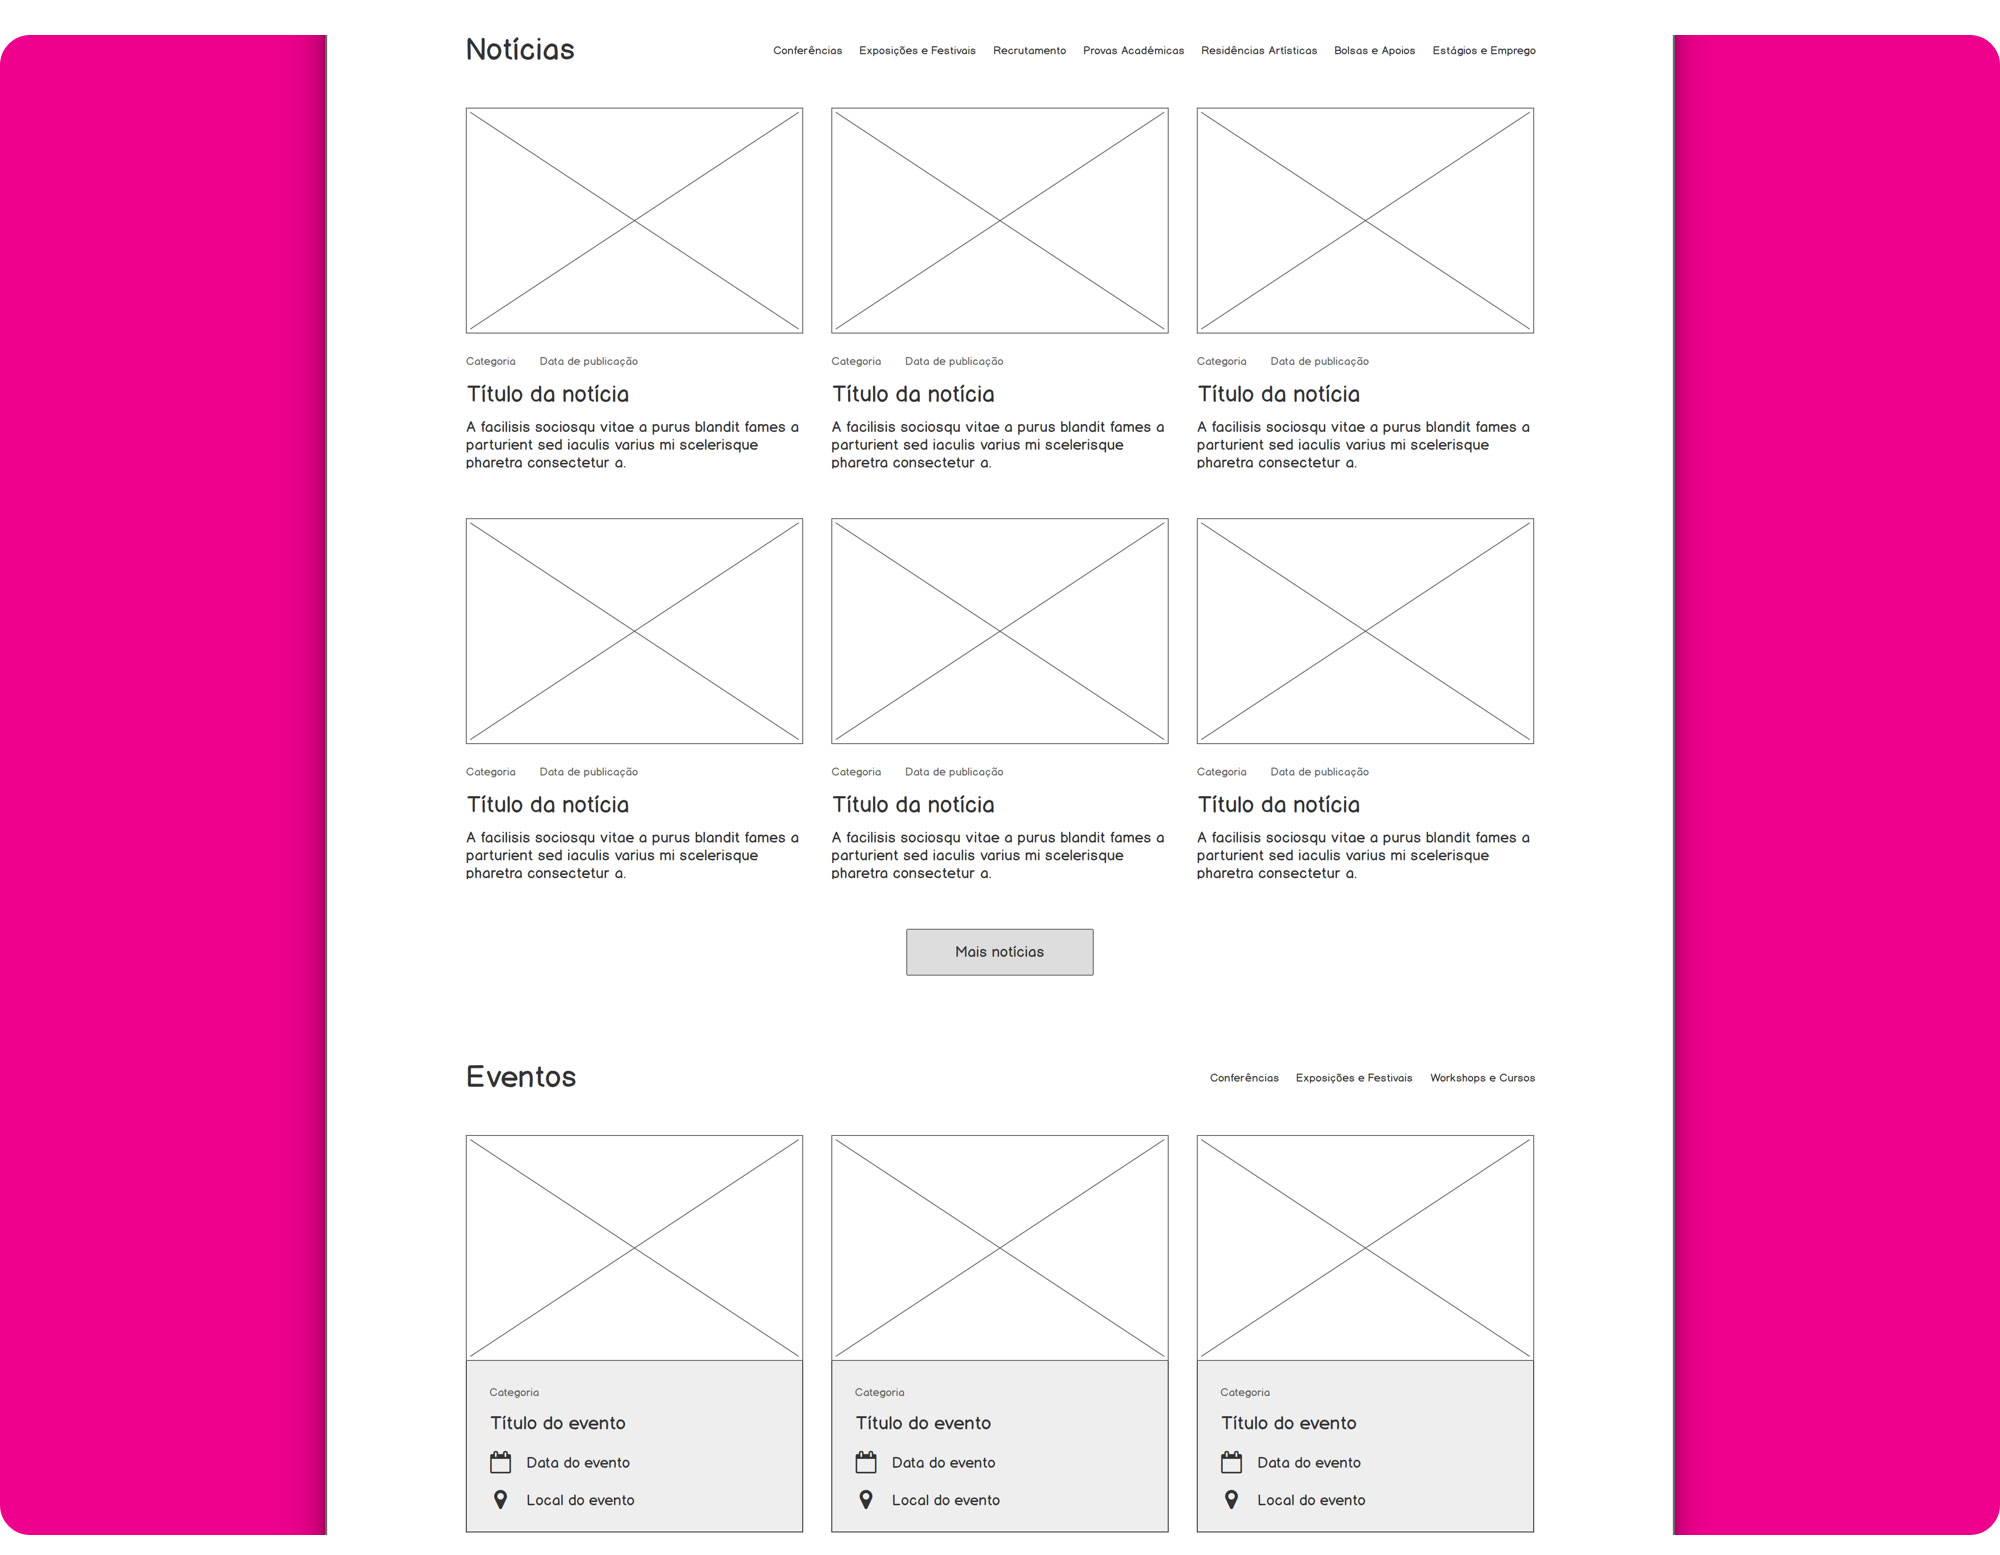 Notícias
Conferências Exposições e Festivais Recrutamento Provas Académicas Residências Artísticas Bolsas e Apoios Estágios e Emprego
Categoria Data de publicação
Título da notícia
A facilisis sociosqu vitae a purus blandit fames a
parturient sed iaculis varius mi scelerisque
pharetra consectetur a.
Categoria Data de publicação
Título da notícia
A facilisis sociosqu vitae a purus blandit fames a
parturient sed iaculis varius mi scelerisque
pharetra consectetur a.
Categoria Data de publicação
Título da notícia
A facilisis sociosqu vitae a purus blandit fames a
parturient sed iaculis varius mi scelerisque
pharetra consectetur a.
Categoria Data de publicação
Título da notícia
A facilisis sociosqu vitae a purus blandit fames a
parturient sed iaculis varius mi scelerisque
pharetra consectetur a.
Categoria Data de publicação
Título da notícia
A facilisis sociosqu vitae a purus blandit fames a
parturient sed iaculis varius mi scelerisque
pharetra consectetur a.
Categoria Data de publicação
Título da notícia
A facilisis sociosqu vitae a purus blandit fames a
parturient sed iaculis varius mi scelerisque
pharetra consectetur a.
Mais notícias
Eventos
Conferências Exposições e Festivais Workshops e Cursos
Categoria
Título do evento
Data do evento
Local do evento
Categoria
Título do evento
Data do evento
Local do evento
Categoria
Título do evento
Data do evento
Local do evento